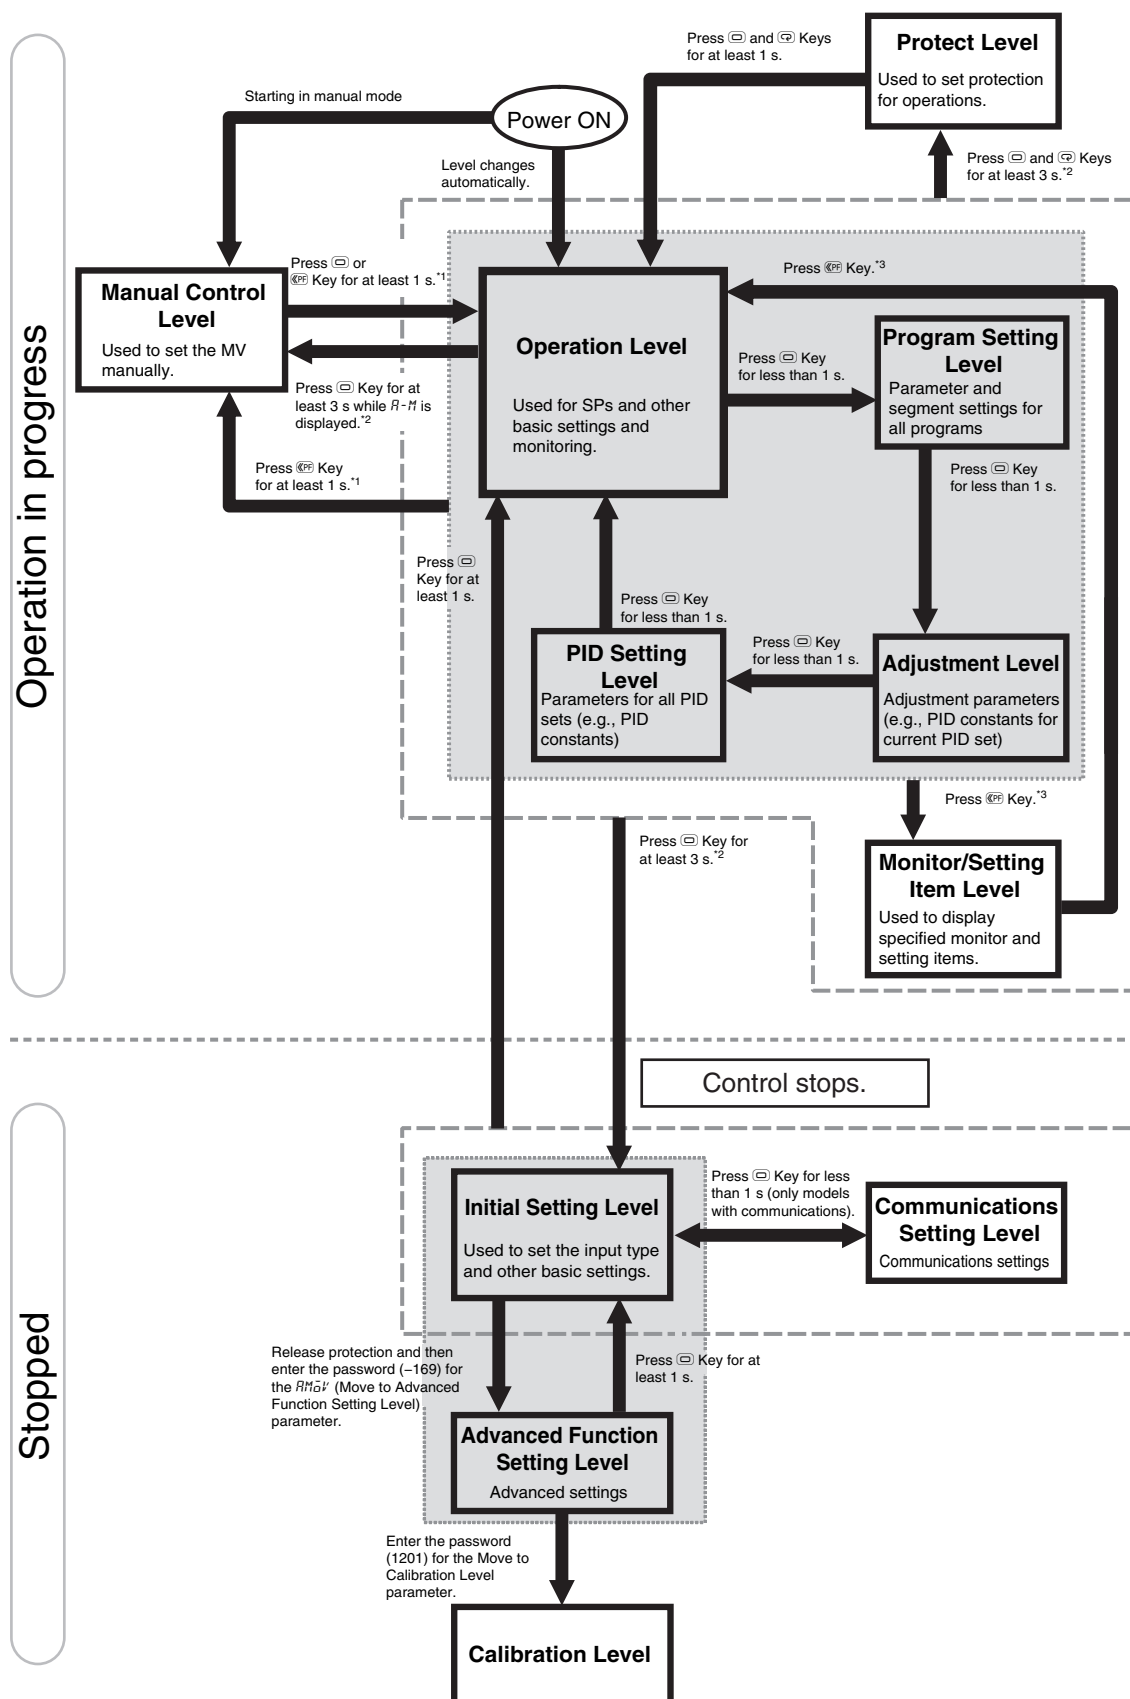 Operation in progress
Starting in manual mode
Power ON
Level changes
automatically.
Press and Keys
for at least 1 s.
Protect Level
Used to set protection
for operations.
Press and Keys
for at least 3 s.*2
Manual Control
Level
Used to set the MV
manually.
Press or
PF Key for at least 1 s.*1
Press Key for at
least 3 s while A-M is
displayed.*2
Press PF Key
for at least 1 s.*1
Operation Level
Used for SPs and other
basic settings and
monitoring.
Press PF Key.*3
Press Key
for less than 1 s.
Program Setting
Level
Parameter and
segment settings for
all programs
Press Key
for less than 1 s.
Press
Key for at
least 1 s.
Press Key
for less than 1 s.
PID Setting
Level
Parameters for all PID
sets (e.g., PID
constants)
Press Key
for less than 1 s.
Adjustment Level
Adjustment parameters
(e.g., PID constants for
current PID set)
Press PF Key.*3
Press Key for
at least 3 s.*2
Monitor/Setting
Item Level
Used to display
specified monitor and
setting items.
Control stops.
Stopped
Initial Setting Level
Used to set the input type
and other basic settings.
Press Key for less
than 1 s (only models
with communications).
Communications
Setting Level
Communications settings
Release protection and then
enter the password (−169) for
the AMOV (Move to Advanced
Function Setting Level)
parameter.
Press Key for at
least 1 s.
Advanced Function
Setting Level
Advanced settings
Enter the password
(1201) for the Move to
Calibration Level
parameter.
Calibration Level